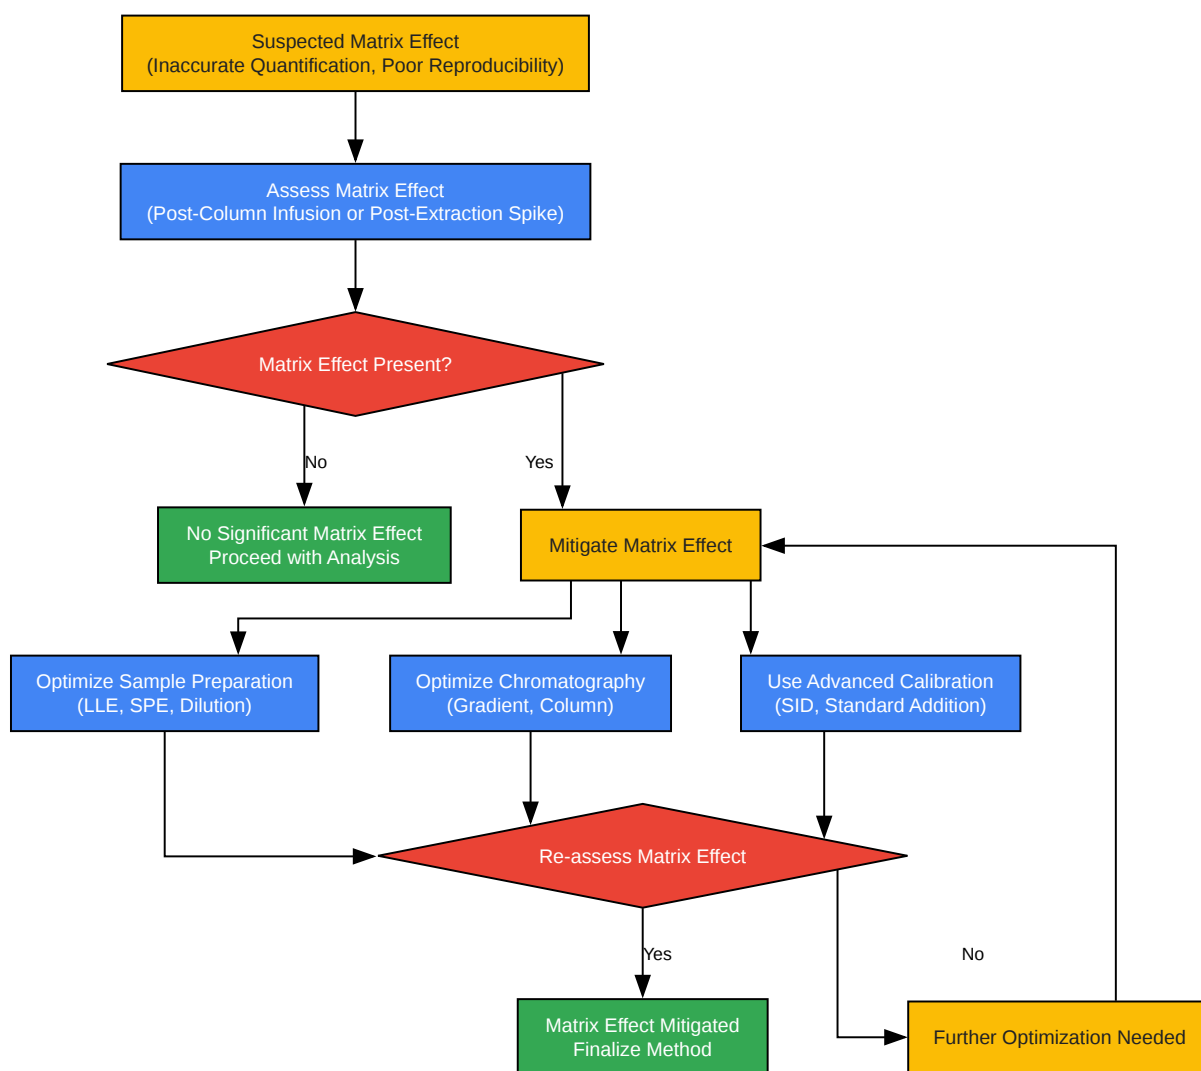 Suspected Matrix Effect
(Inaccurate Quantification, Poor Reproducibility)
Assess Matrix Effect
(Post-Column Infusion or Post-Extraction Spike)
Matrix Effect Present?
No
Yes
No Significant Matrix Effect
Proceed with Analysis
Mitigate Matrix Effect
Optimize Sample Preparation
(LLE, SPE, Dilution)
Optimize Chromatography
(Gradient, Column)
Use Advanced Calibration
(SID, Standard Addition)
Re-assess Matrix Effect
Yes
No
Matrix Effect Mitigated
Finalize Method
Further Optimization Needed